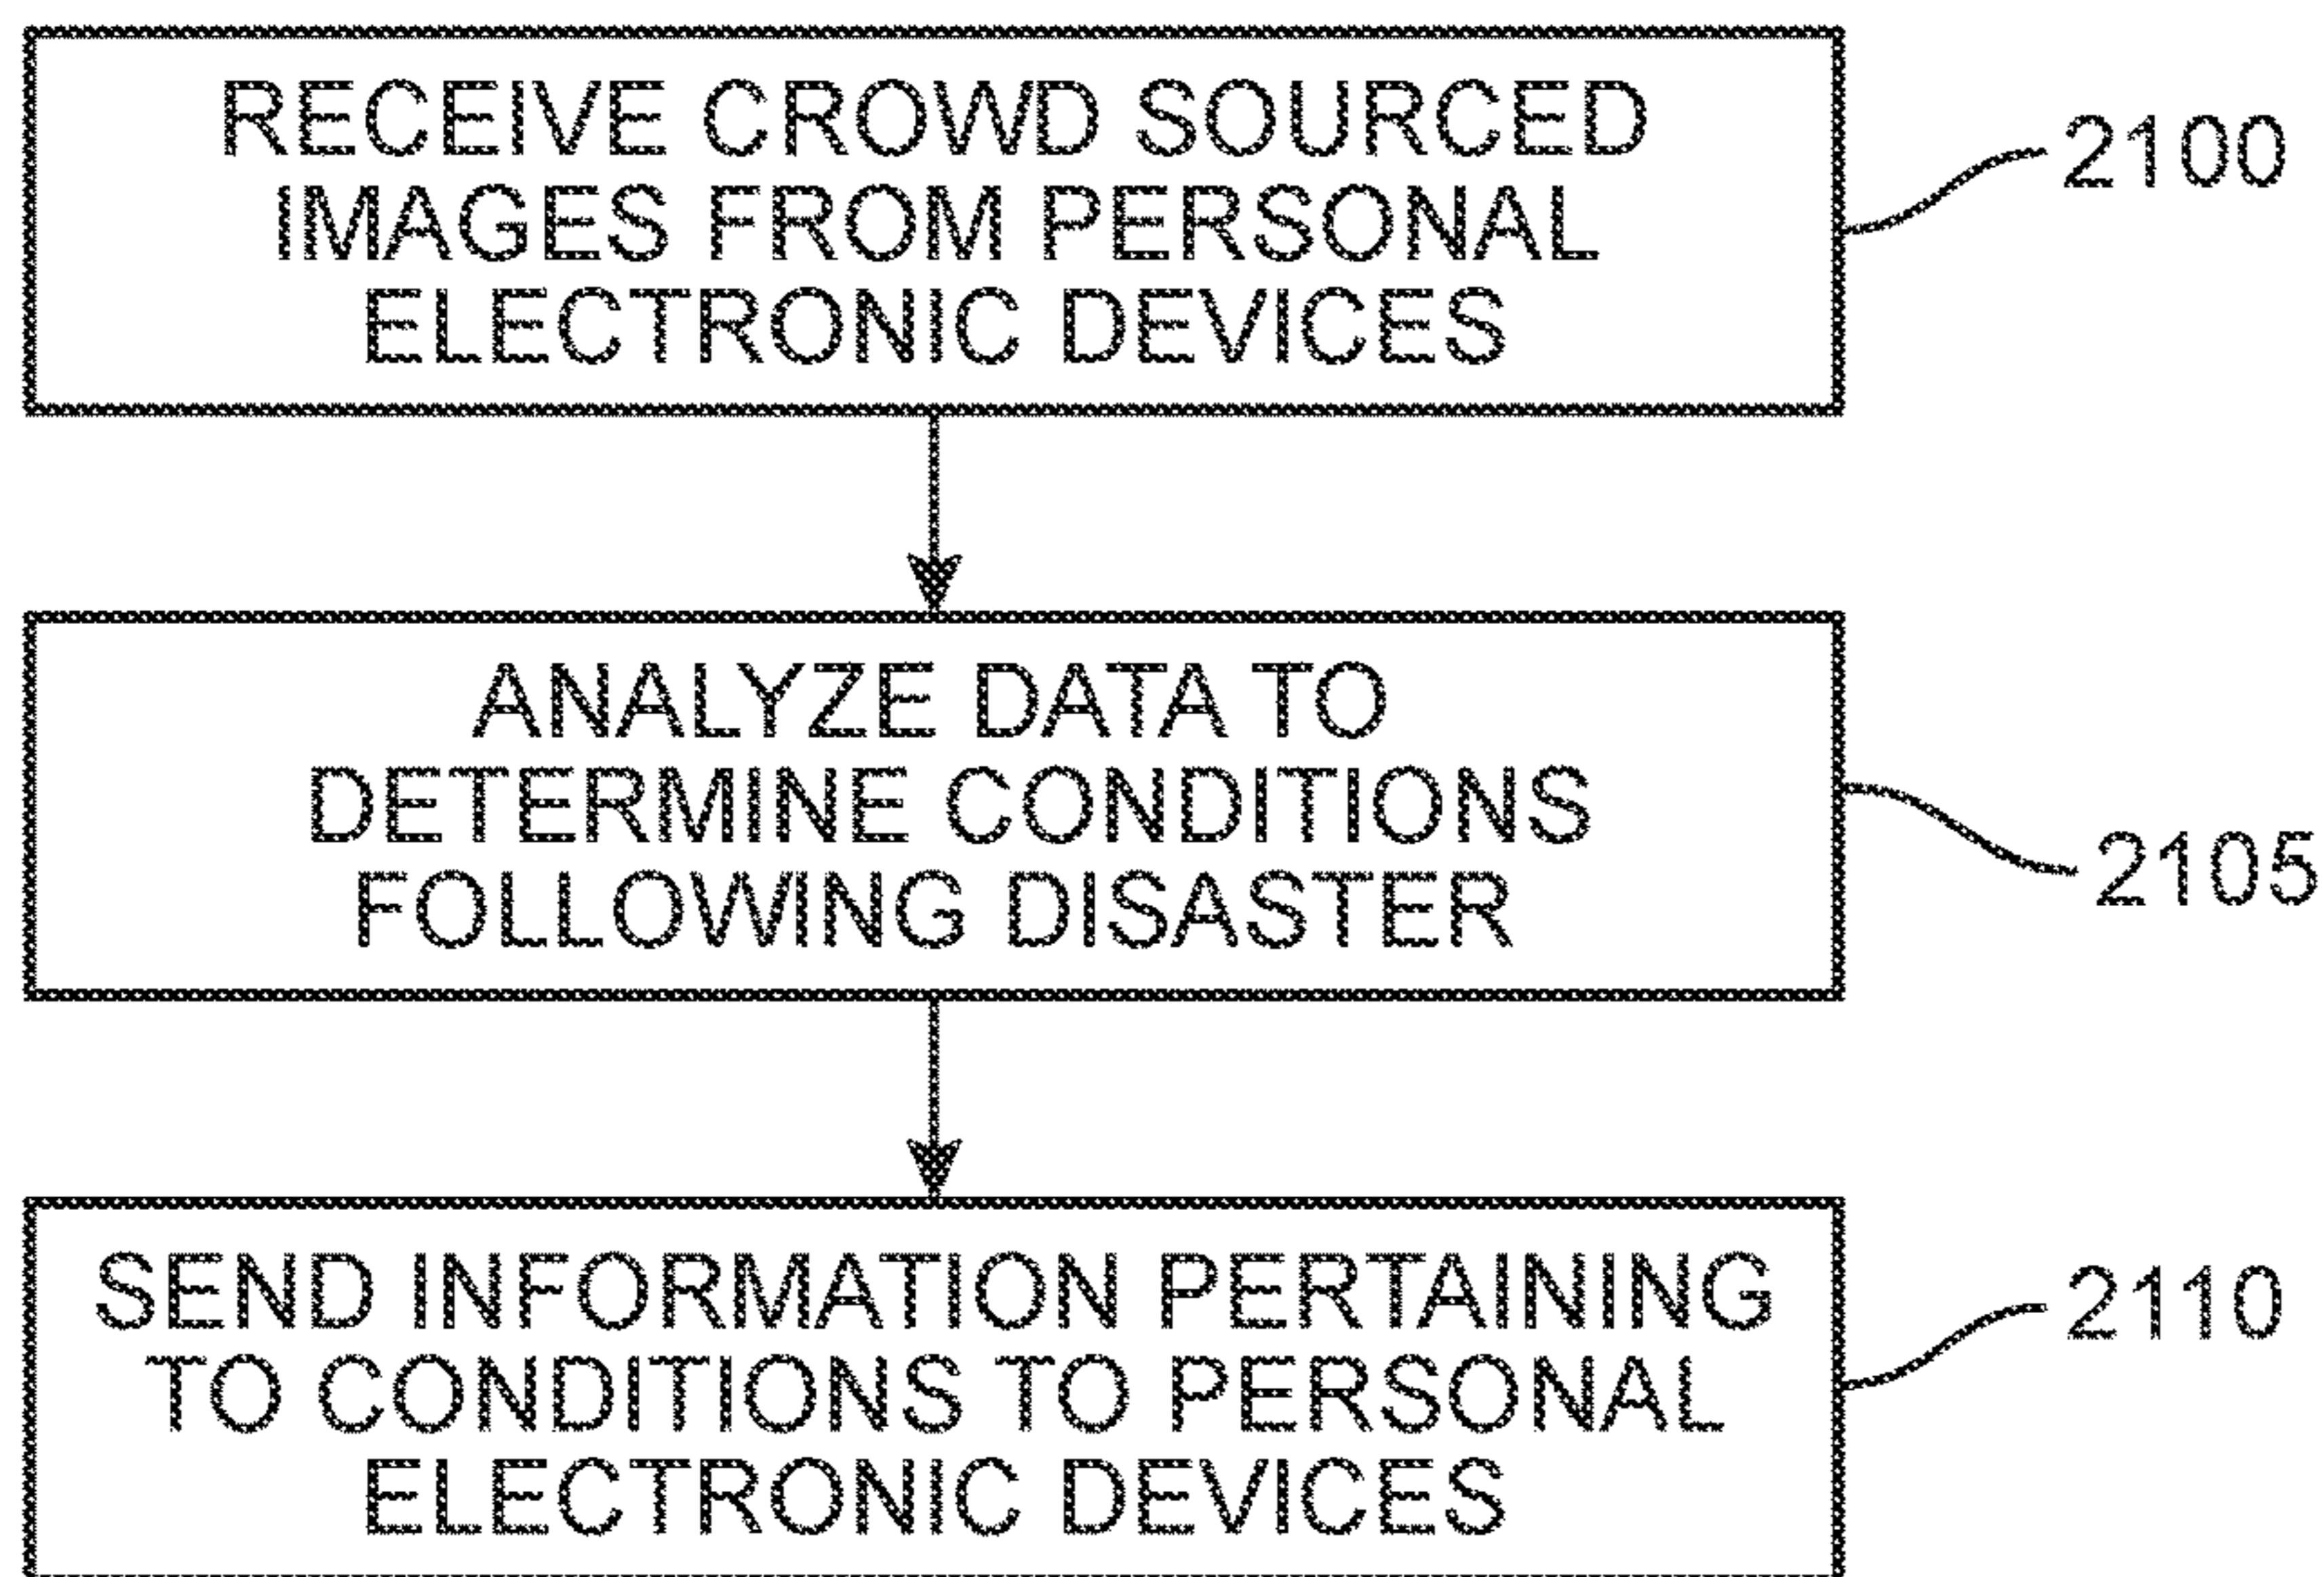 RECEIVE CROWD SOURCED
IMAGES FROM PERSONAL
ELECTRONIC DEVICES
2100
ANALYZE DATA TO
DETERMINE CONDITIONS
FOLLOWING DISASTER
2105
SEND INFORMATION PERTAINING
TO CONDITIONS TO PERSONAL
ELECTRONIC DEVICES
2110